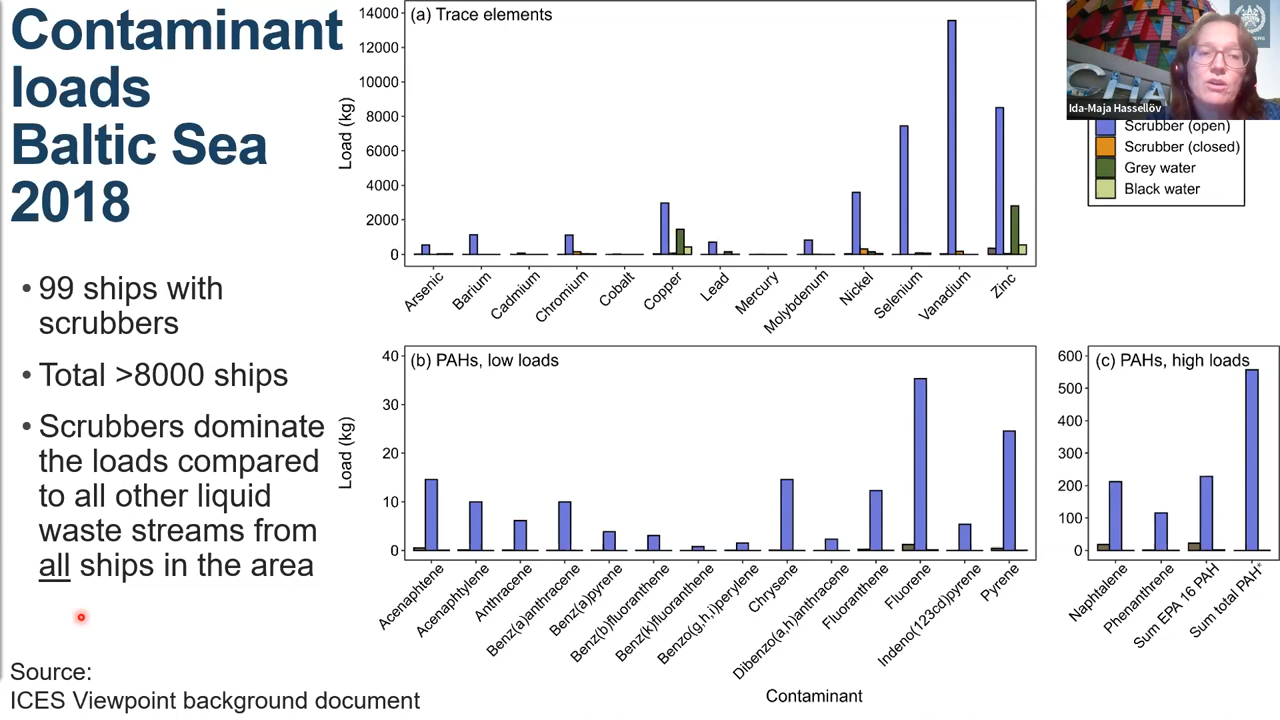 Contaminant
loads
Baltic Sea
2018
• 99 ships with
scrubbers
• Total >8000 ships
• Scrubbers dominate
the loads compared
to all other liquid
waste streams from
all ships in the area
Source:
ICES Viewpoint background document
(a) Trace elements
Load (kg)
14000
12000
10000
8000
6000
4000
2000
0
Arsenic
Barium
Cadmium
Chromium
Cobalt
Copper
Lead
Mercury
Molybdenum
Nickel
Selenium
Vanadium
Zinc
CHA
Ida-Maja Hassellöv
Scrubber (open)
Scrubber (closed)
Grey water
Black water
(b) PAHs, low loads
Load (kg)
40
30
20
10
0
Acenaphtene
Acenaphtylene
Anthracene
Benz(a)anthracene
Benz(a)pyrene
Benz(b)fluoranthene
Benz(k)fluoranthene
Benzo(g,h,i)perylene
Chrysene
Dibenzo(a,h)anthracene
Fluoranthene
Fluorene
Indeno(123cd)pyrene
Pyrene
(c) PAHs, high loads
600
500
400
300
200
100
0
Naphtalene
Phenanthrene
Sum EPA 16 PAH
Sum total PAH*
Contaminant